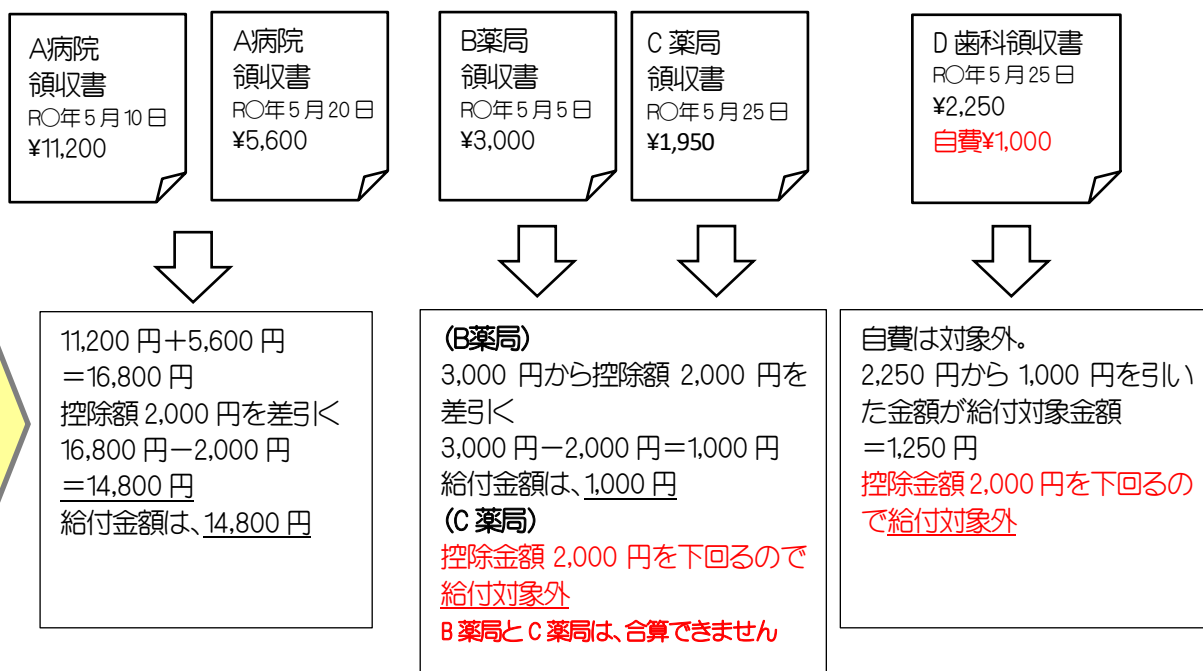 A病院
領収書
R〇年5月10日
¥11,200
A病院
領収書
R〇年5月20日
¥5,600
B薬局
領収書
R〇年5月5日
¥3,000
C薬局
領収書
R〇年5月25日
¥1,950
D歯科領収書
R〇年5月25日
¥2,250
自費¥1,000
11,200円＋5,600円
＝16,800円
控除額2,000円を差引く
16,800円－2,000円
＝14,800円
給付金額は、14,800円
(B薬局)
3,000円から控除額2,000円を
差引く
3,000円－2,000円＝1,000円
給付金額は、1,000円
(C薬局)
控除金額2,000円を下回るので
給付対象外
B薬局とC薬局は、合算できません
自費は対象外。
2,250円から1,000円を引い
た金額が給付対象金額
＝1,250円
控除金額2,000円を下回るの
で給付対象外